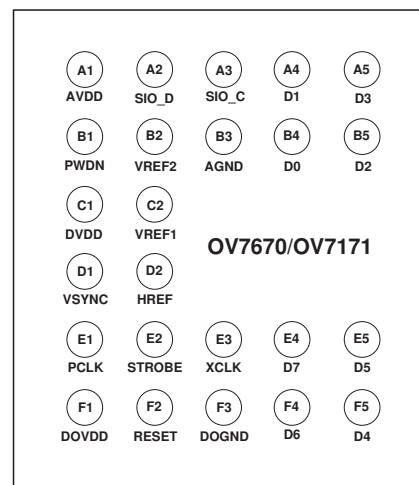 A1 A2 A3 A4 A5
AVDD SIO_D SIO_C D1 D3
B1 B2 B3 B4 B5
PWDN VREF2 AGND D0 D2
C1 C2
DVDD VREF1
OV7670/OV7171
D1 D2
VSYNC HREF
E1 E2 E3 E4 E5
PCLK STROBE XCLK D7 D5
F1 F2 F3 F4 F5
DOVDD RESET DOGND D6 D4